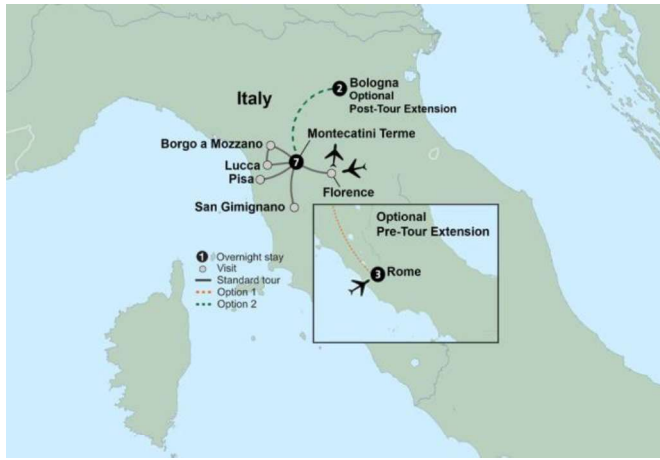 Italy
2
Bologna
Optional
Post-Tour Extension
Montecatini Terme
Borgo a Mozzano
7
Lucca
Pisa
Florence
San Gimignano
Optional
Pre-Tour Extension
3 Rome
1 Overnight stay
Visit
Standard tour
Option 1
Option 2